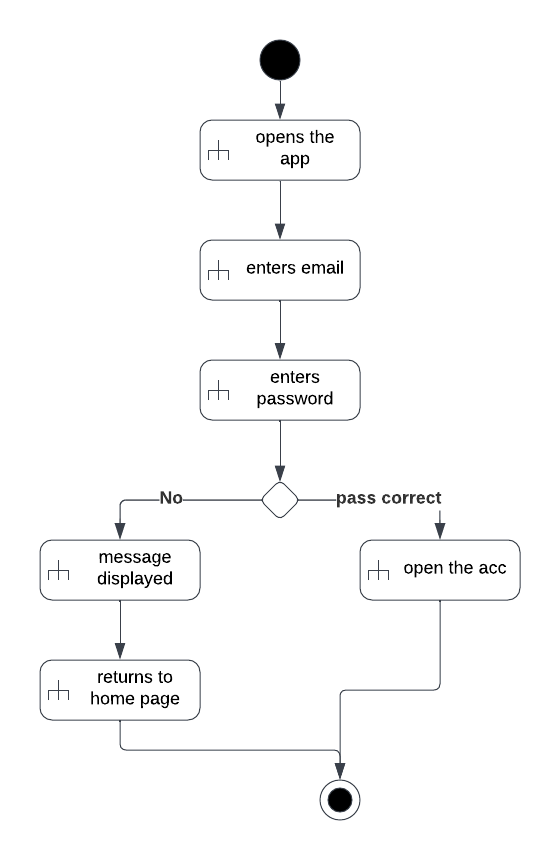 opens the
app
enters email
enters
password
No
pass correct
message
displayed
open the acc
returns to
home page